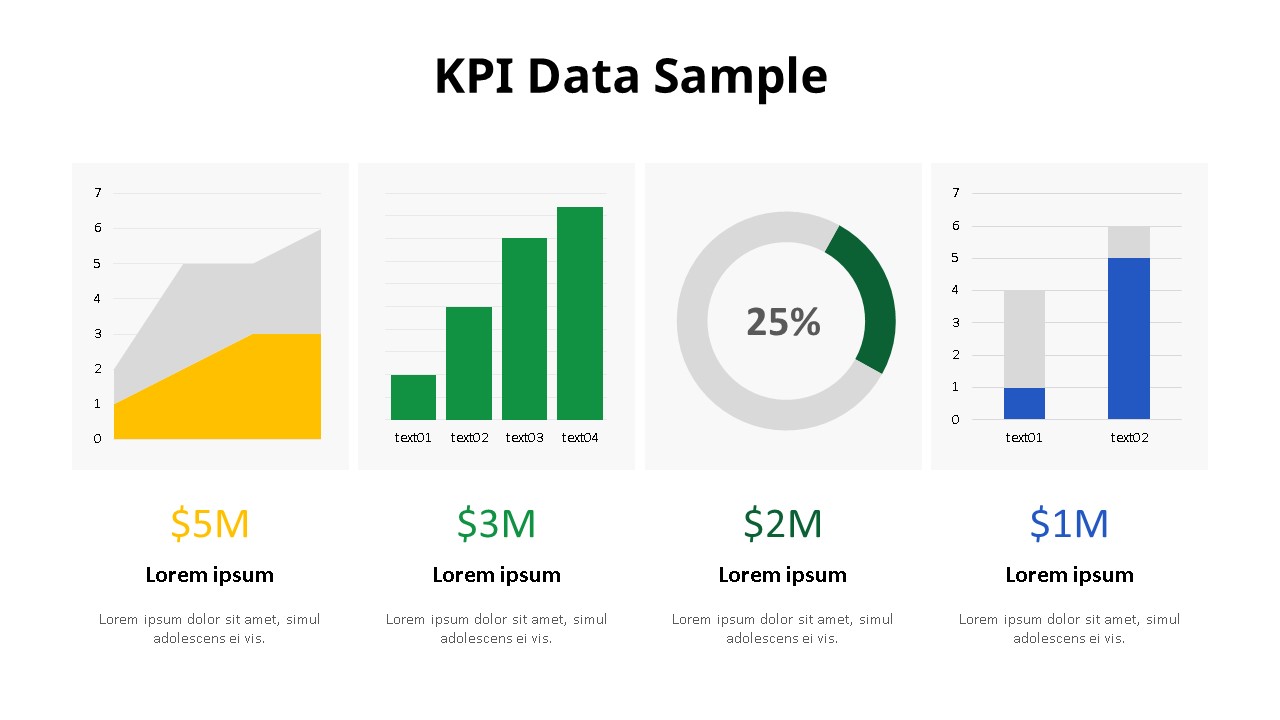 KPI Data Sample
7
6
5
4
3
2
1
0
text01 text02 text03 text04
25%
7
6
5
4
3
2
1
0
text01 text02
$5M
Lorem ipsum
Lorem ipsum dolor sit amet, simul
adolescens ei vis.
$3M
Lorem ipsum
Lorem ipsum dolor sit amet, simul
adolescens ei vis.
$2M
Lorem ipsum
Lorem ipsum dolor sit amet, simul
adolescens ei vis.
$1M
Lorem ipsum
Lorem ipsum dolor sit amet, simul
adolescens ei vis.